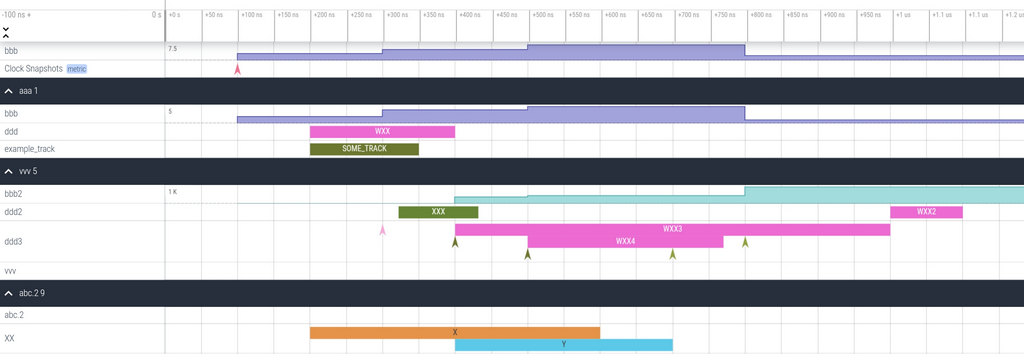 -100 ns + 0 s +0 s +50 ns +100 ns +150 ns +200 ns +250 ns +300 ns +350 ns +400 ns +450 ns +500 ns +550 ns +600 ns +650 ns +700 ns +750 ns +800 ns +850 ns +900 ns +950 ns +1 us +1.1 us +1.1 us +1.2 us
bbb 7.5
Clock Snapshots metric
aaa 1
bbb 5
ddd WXX
example_track SOME_TRACK
vvv 5
bbb2 1 K
ddd2 XXX WXX2
WXX3
ddd3 WXX4
vvv
abc.2 9
abc.2
XX X
Y